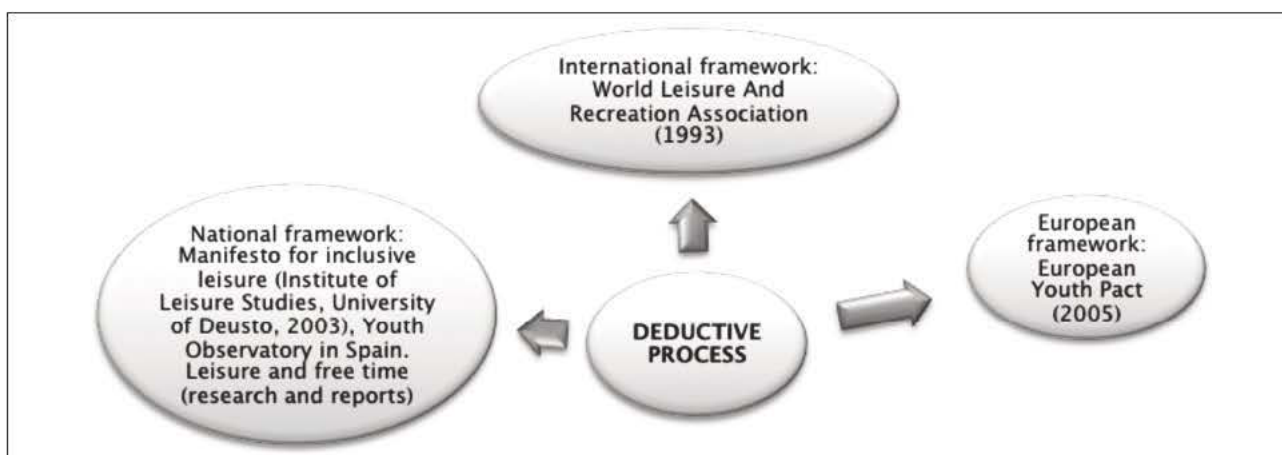 International framework:
World Leisure And
Recreation Association
(1993)
National framework:
Manifesto for inclusive
leisure (Institute of
Leisure Studies, University
of Deusto, 2003), Youth
Observatory in Spain.
Leisure and free time
(research and reports)
DEDUCTIVE
PROCESS
European
framework:
European
Youth Pact
(2005)